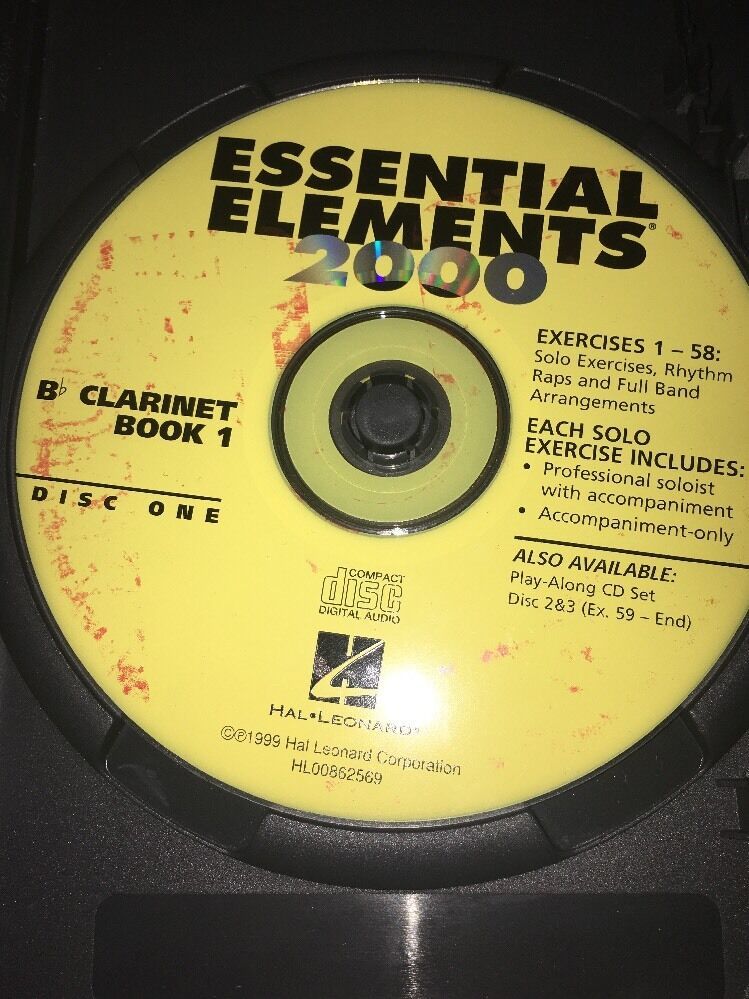 ESSENTIAL
ELEMENTS®
2000
B♭ CLARINET
BOOK 1
DISC ONE
EXERCISES 1 – 58:
Solo Exercises, Rhythm
Raps and Full Band
Arrangements
EACH SOLO
EXERCISE INCLUDES:
• Professional soloist
with accompaniment
• Accompaniment-only
ALSO AVAILABLE:
Play-Along CD Set
Disc 2&3 (Ex. 59 – End)
COMPACT
disc
DIGITAL AUDIO
HAL•LEONARD®
©℗1999 Hal Leonard Corporation
HL00862569